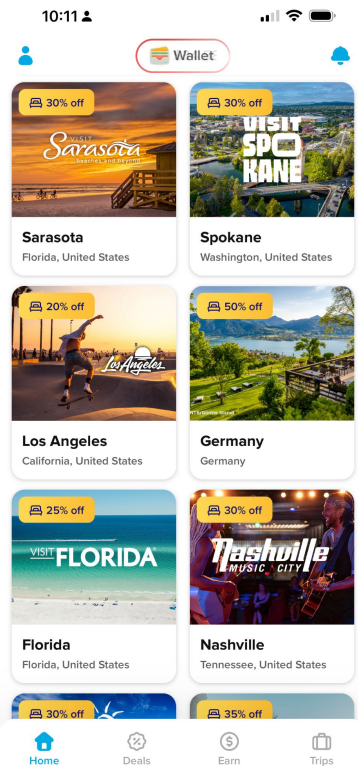 10:11
Wallet
30% off
VISIT
Sarasota
beaches and beyond
Sarasota
Florida, United States
30% off
VISIT
SPO
KANE
Spokane
Washington, United States
20% off
Los Angeles
Los Angeles
California, United States
50% off
Germany
Germany
25% off
VISIT FLORIDA
Florida
Florida, United States
30% off
Nashville
MUSIC CITY
Nashville
Tennessee, United States
30% off
35% off
Home
Deals
Earn
Trips